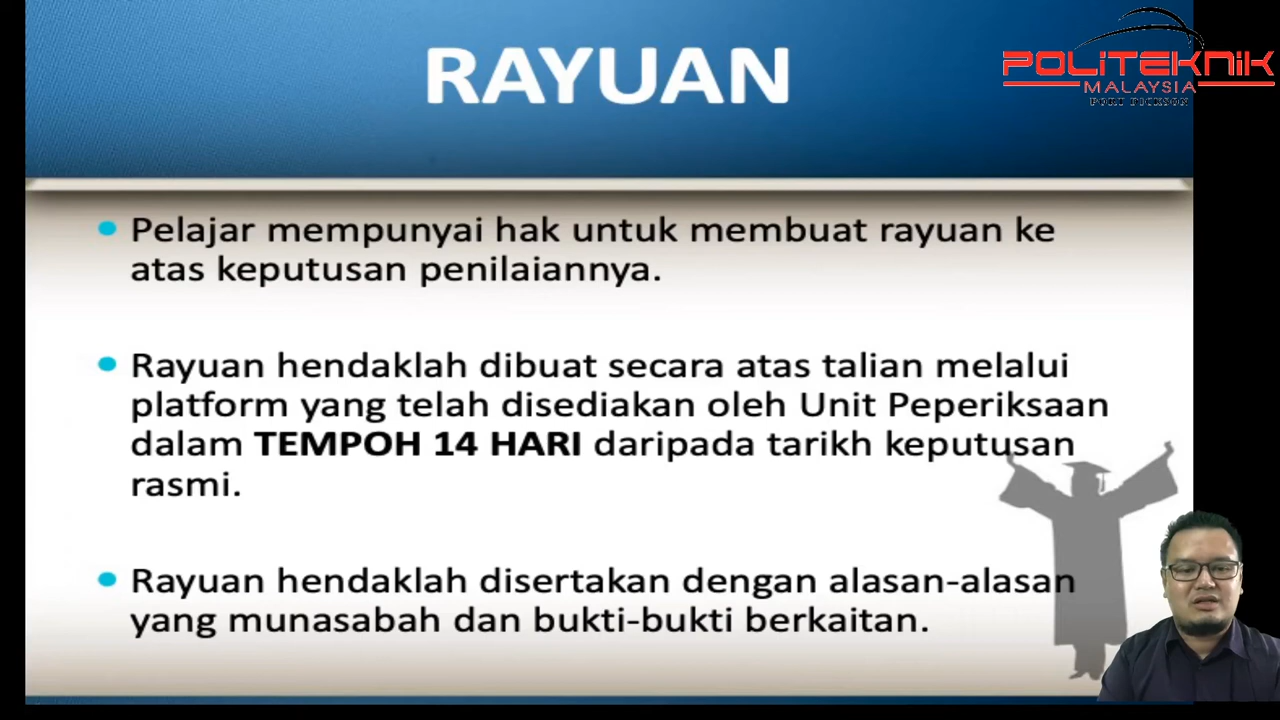 RAYUAN
POLITEKNIK
MALAYSIA
PORT DICKSON
Pelajar mempunyai hak untuk membuat rayuan ke
atas keputusan penilaiannya.
Rayuan hendaklah dibuat secara atas talian melalui
platform yang telah disediakan oleh Unit Peperiksaan
dalam TEMPOH 14 HARI daripada tarikh keputusan
rasmi.
Rayuan hendaklah disertakan dengan alasan-alasan
yang munasabah dan bukti-bukti berkaitan.